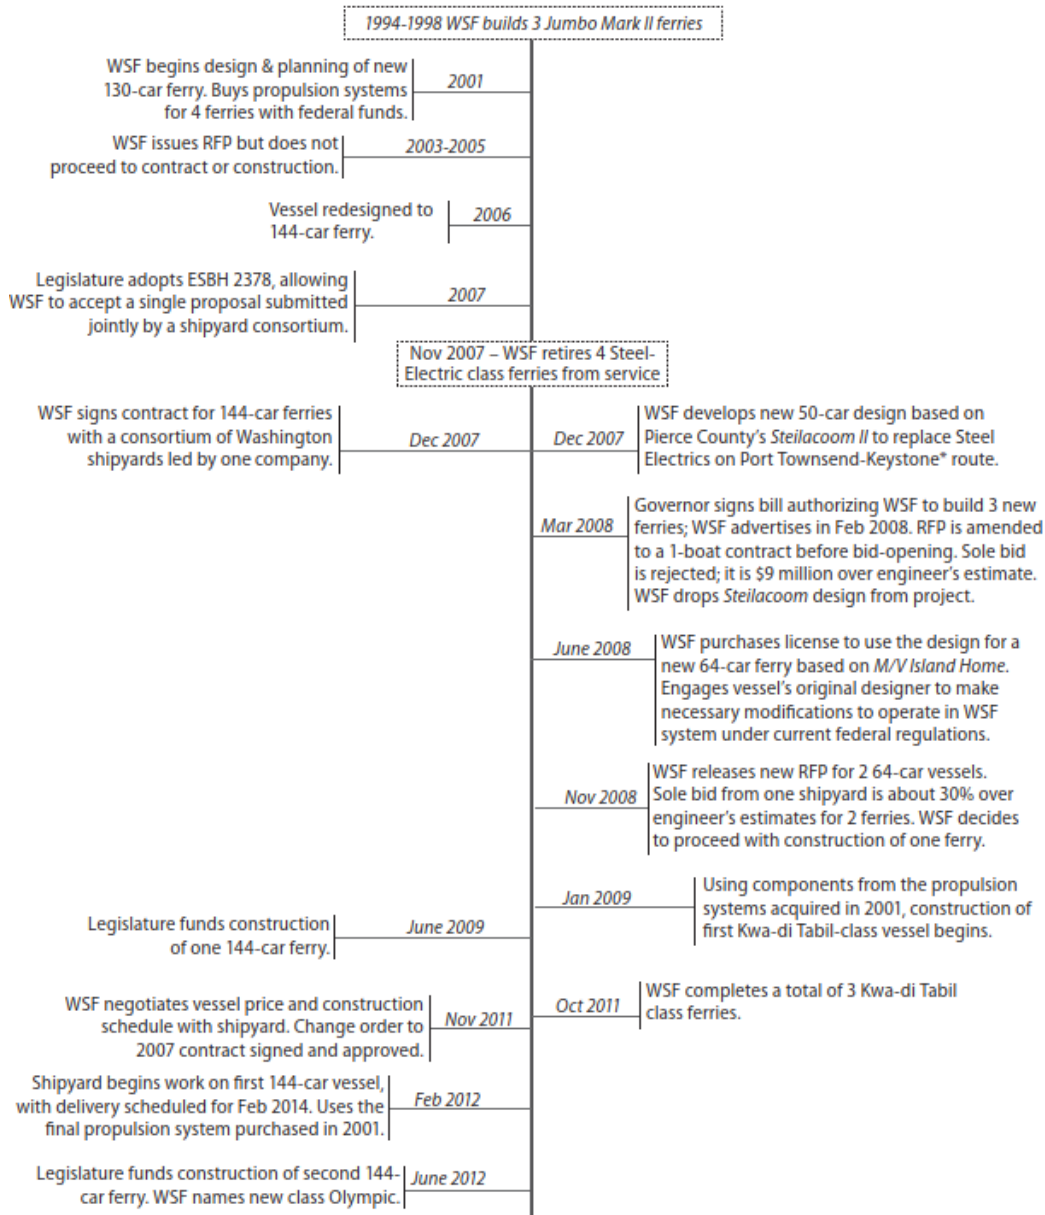 1994-1998 WSF builds 3 Jumbo Mark II ferries
WSF begins design & planning of new
130-car ferry. Buys propulsion systems
for 4 ferries with federal funds.
2001
WSF issues RFP but does not
proceed to contract or construction.
2003-2005
Vessel redesigned to
144-car ferry.
2006
Legislature adopts ESBH 2378, allowing
WSF to accept a single proposal submitted
jointly by a shipyard consortium.
2007
Nov 2007 – WSF retires 4 Steel-
Electric class ferries from service
WSF signs contract for 144-car ferries
with a consortium of Washington
shipyards led by one company.
Dec 2007
Dec 2007
WSF develops new 50-car design based on
Pierce County's Steilacoom II to replace Steel
Electrics on Port Townsend-Keystone* route.
Mar 2008
Governor signs bill authorizing WSF to build 3 new
ferries; WSF advertises in Feb 2008. RFP is amended
to a 1-boat contract before bid-opening. Sole bid
is rejected; it is $9 million over engineer's estimate.
WSF drops Steilacoom design from project.
June 2008
WSF purchases license to use the design for a
new 64-car ferry based on M/V Island Home.
Engages vessel's original designer to make
necessary modifications to operate in WSF
system under current federal regulations.
Nov 2008
WSF releases new RFP for 2 64-car vessels.
Sole bid from one shipyard is about 30% over
engineer's estimates for 2 ferries. WSF decides
to proceed with construction of one ferry.
Jan 2009
Using components from the propulsion
systems acquired in 2001, construction of
first Kwa-di Tabil-class vessel begins.
Legislature funds construction
of one 144-car ferry.
June 2009
Oct 2011
WSF completes a total of 3 Kwa-di Tabil
class ferries.
WSF negotiates vessel price and construction
schedule with shipyard. Change order to
2007 contract signed and approved.
Nov 2011
Shipyard begins work on first 144-car vessel,
with delivery scheduled for Feb 2014. Uses the
final propulsion system purchased in 2001.
Feb 2012
Legislature funds construction of second 144-
car ferry. WSF names new class Olympic.
June 2012